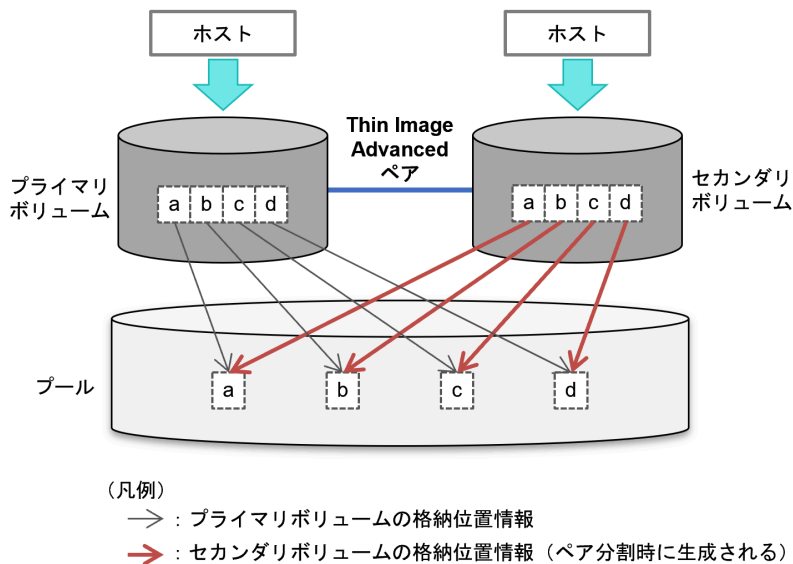 ホスト
ホスト
Thin Image
Advanced
ペア
プライマリ
ボリューム
a b c d
セカンダリ
ボリューム
a b c d
プール
a b c d
（凡例）
：プライマリボリュームの格納位置情報
：セカンダリボリュームの格納位置情報（ペア分割時に生成される）